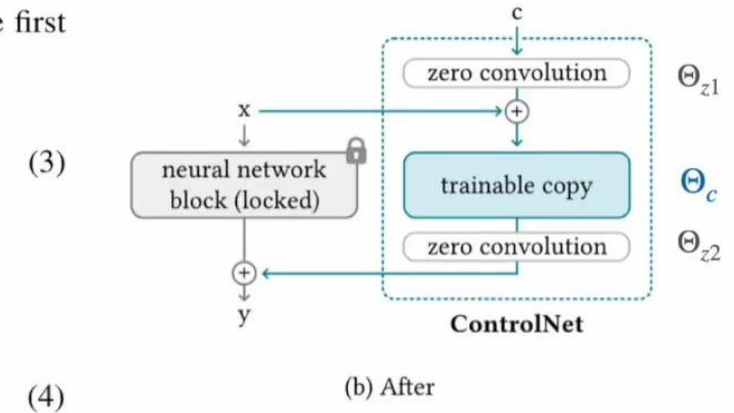 e first
(3)
(4)
c
zero convolution
Θz1
x
+
neural network
block (locked)
trainable copy
Θc
zero convolution
Θz2
+
y
ControlNet
(b) After